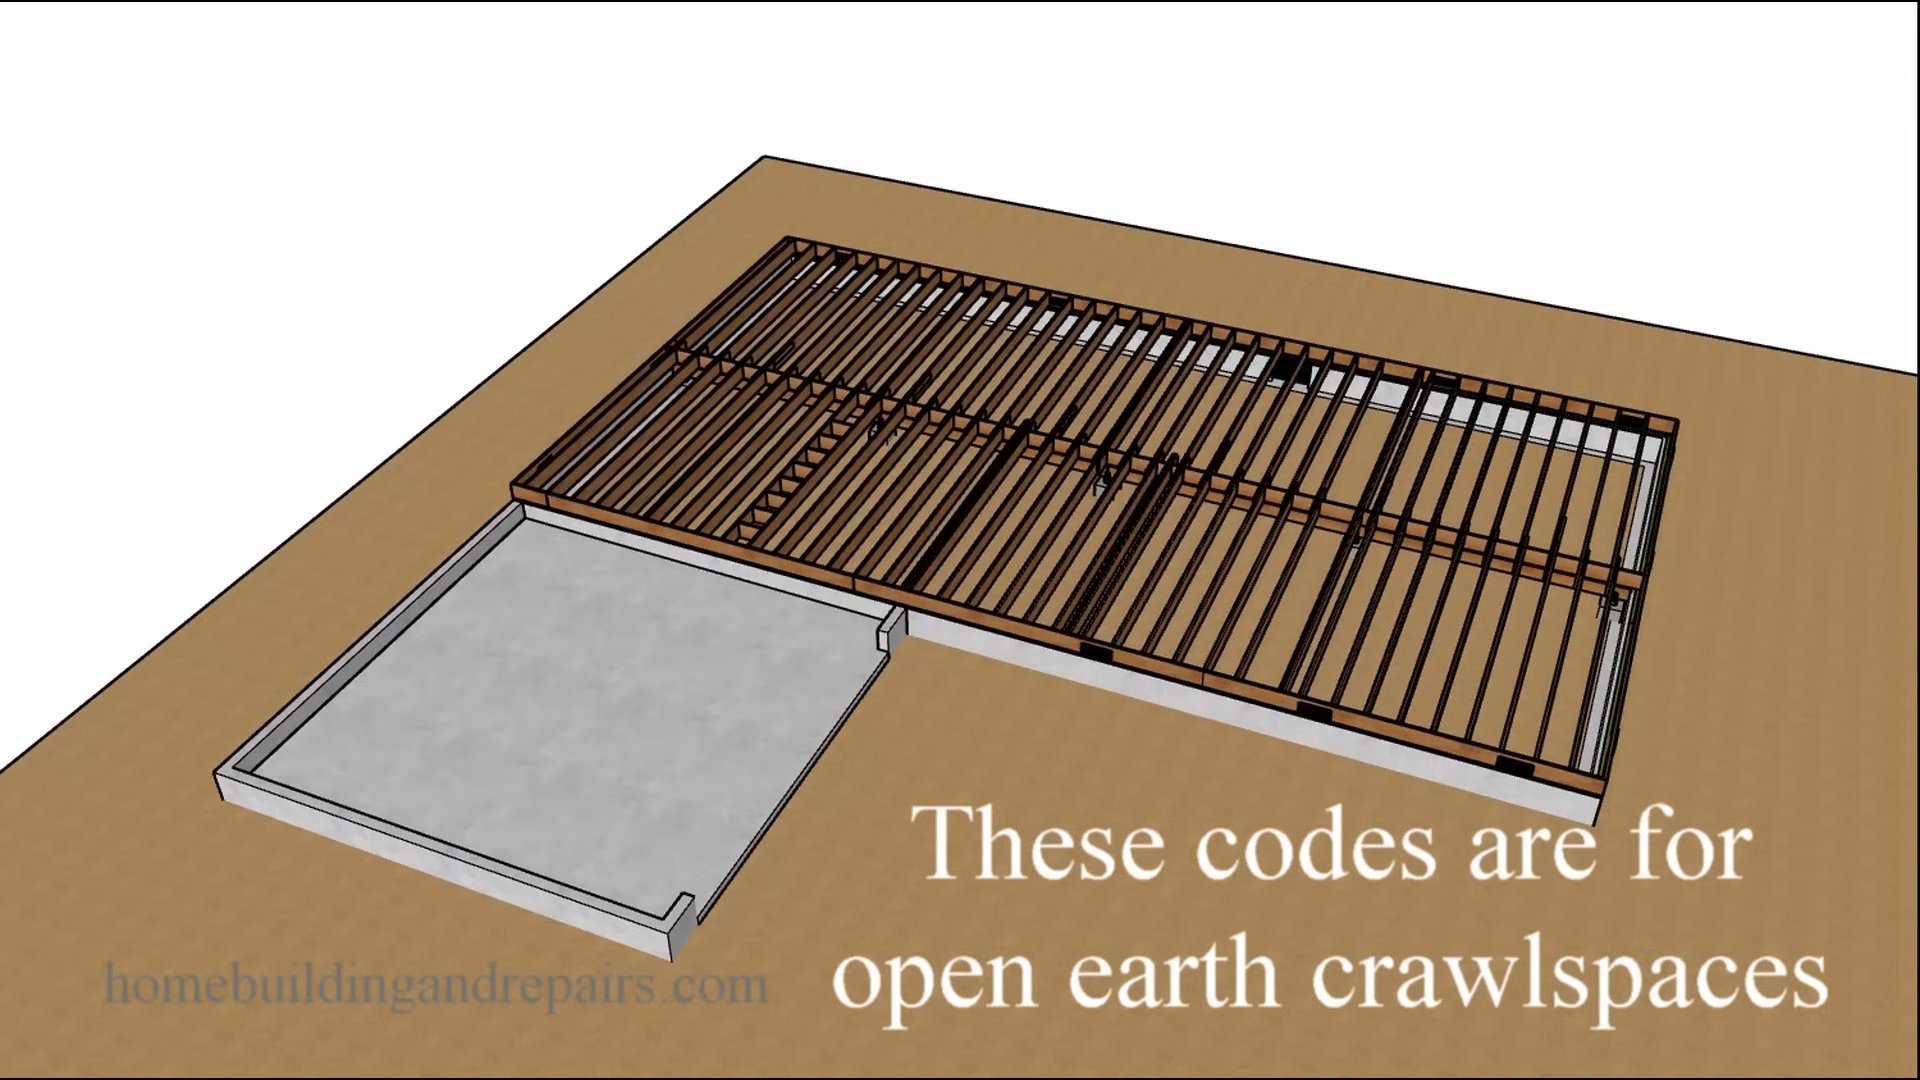 These codes are for
open earth crawlspaces
homebuildingandrepairs.com